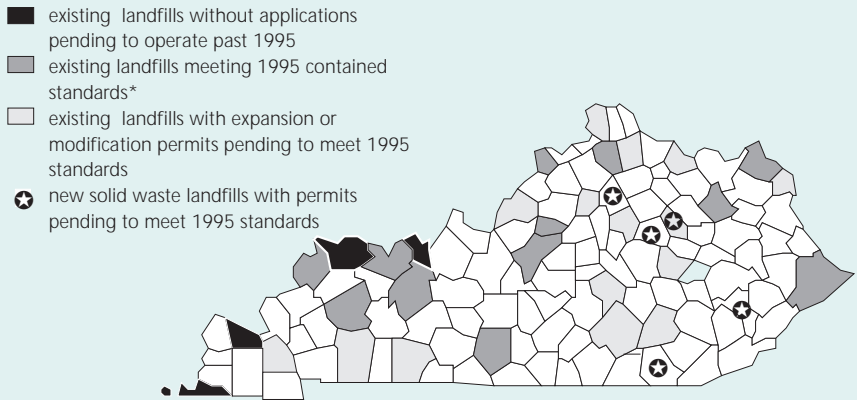 existing landfills without applications
pending to operate past 1995
existing landfills meeting 1995 contained
standards*
existing landfills with expansion or
modification permits pending to meet 1995
standards
new solid waste landfills with permits
pending to meet 1995 standards